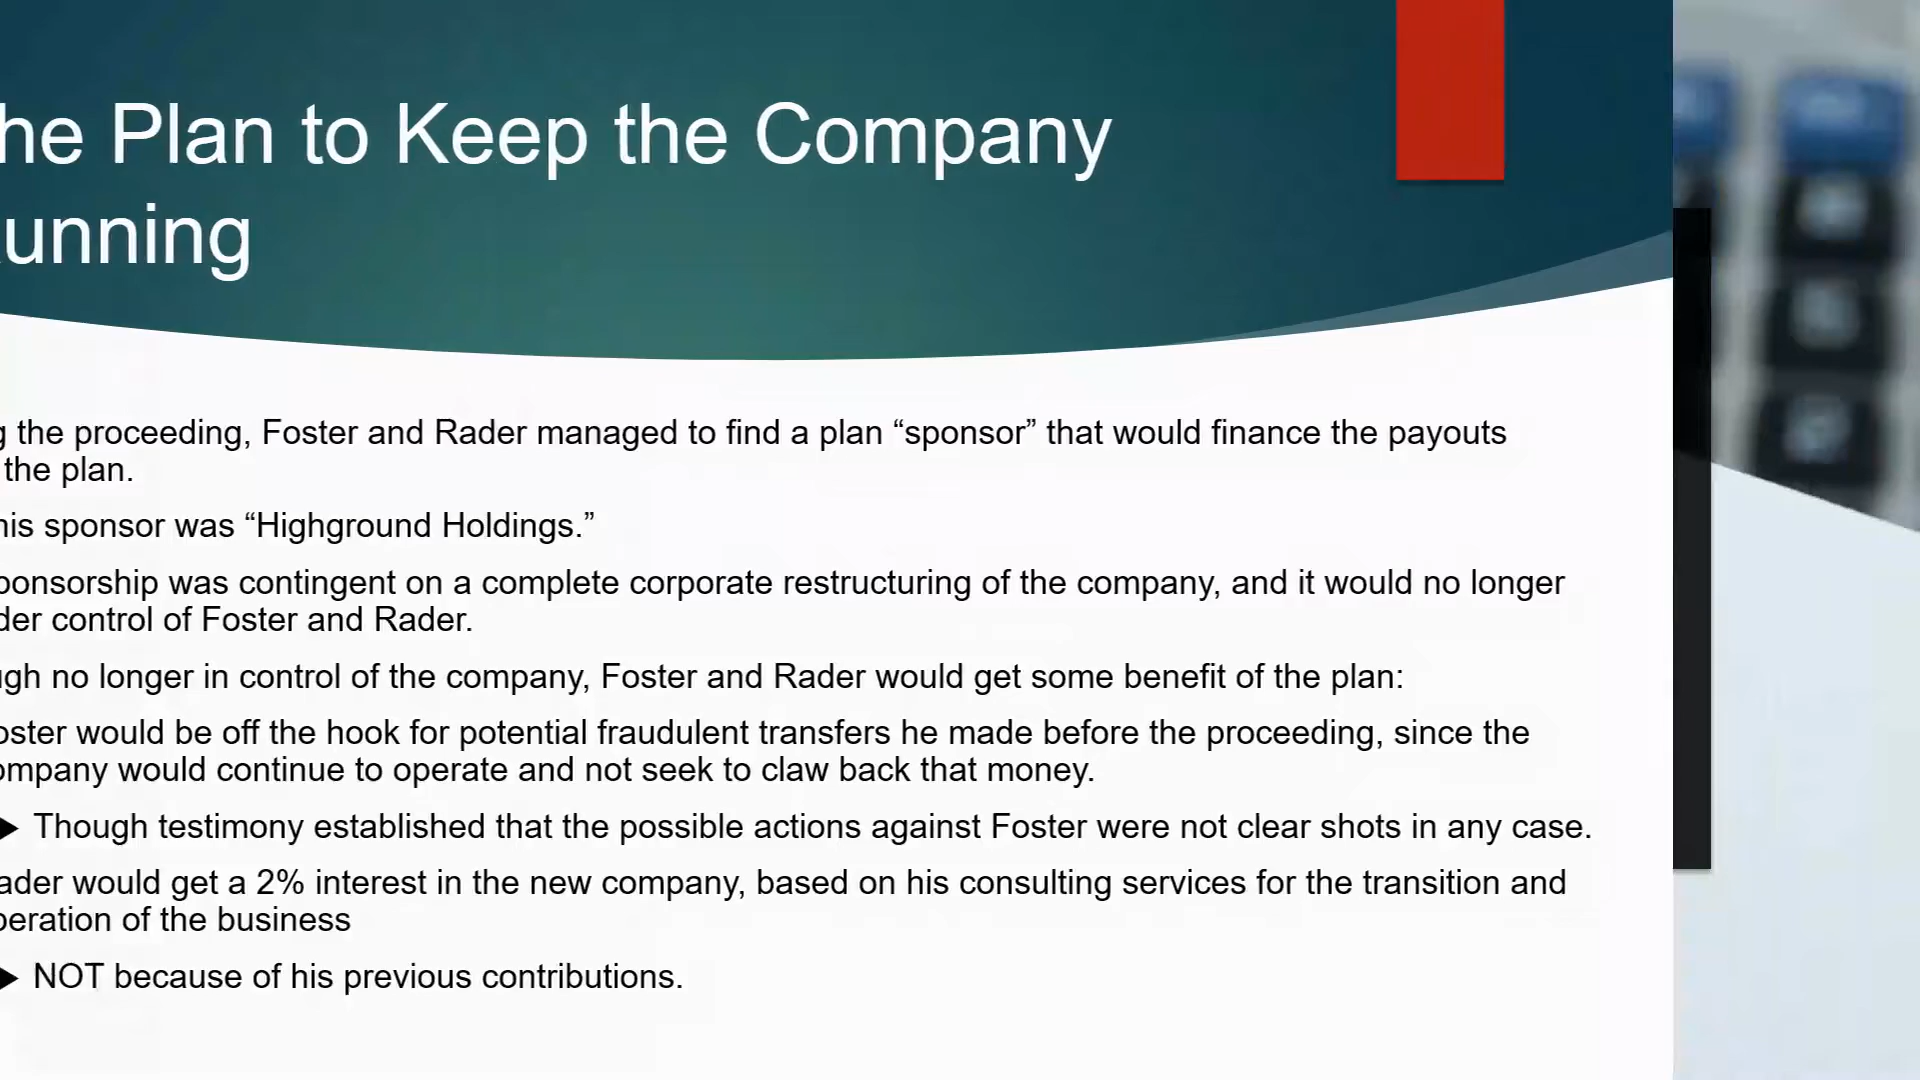 he Plan to Keep the Company
unning
g the proceeding, Foster and Rader managed to find a plan “sponsor” that would finance the payouts
the plan.
his sponsor was “Highground Holdings.”
ponsorship was contingent on a complete corporate restructuring of the company, and it would no longer
der control of Foster and Rader.
ugh no longer in control of the company, Foster and Rader would get some benefit of the plan:
oster would be off the hook for potential fraudulent transfers he made before the proceeding, since the
ompany would continue to operate and not seek to claw back that money.
Though testimony established that the possible actions against Foster were not clear shots in any case.
ader would get a 2% interest in the new company, based on his consulting services for the transition and
peration of the business
NOT because of his previous contributions.